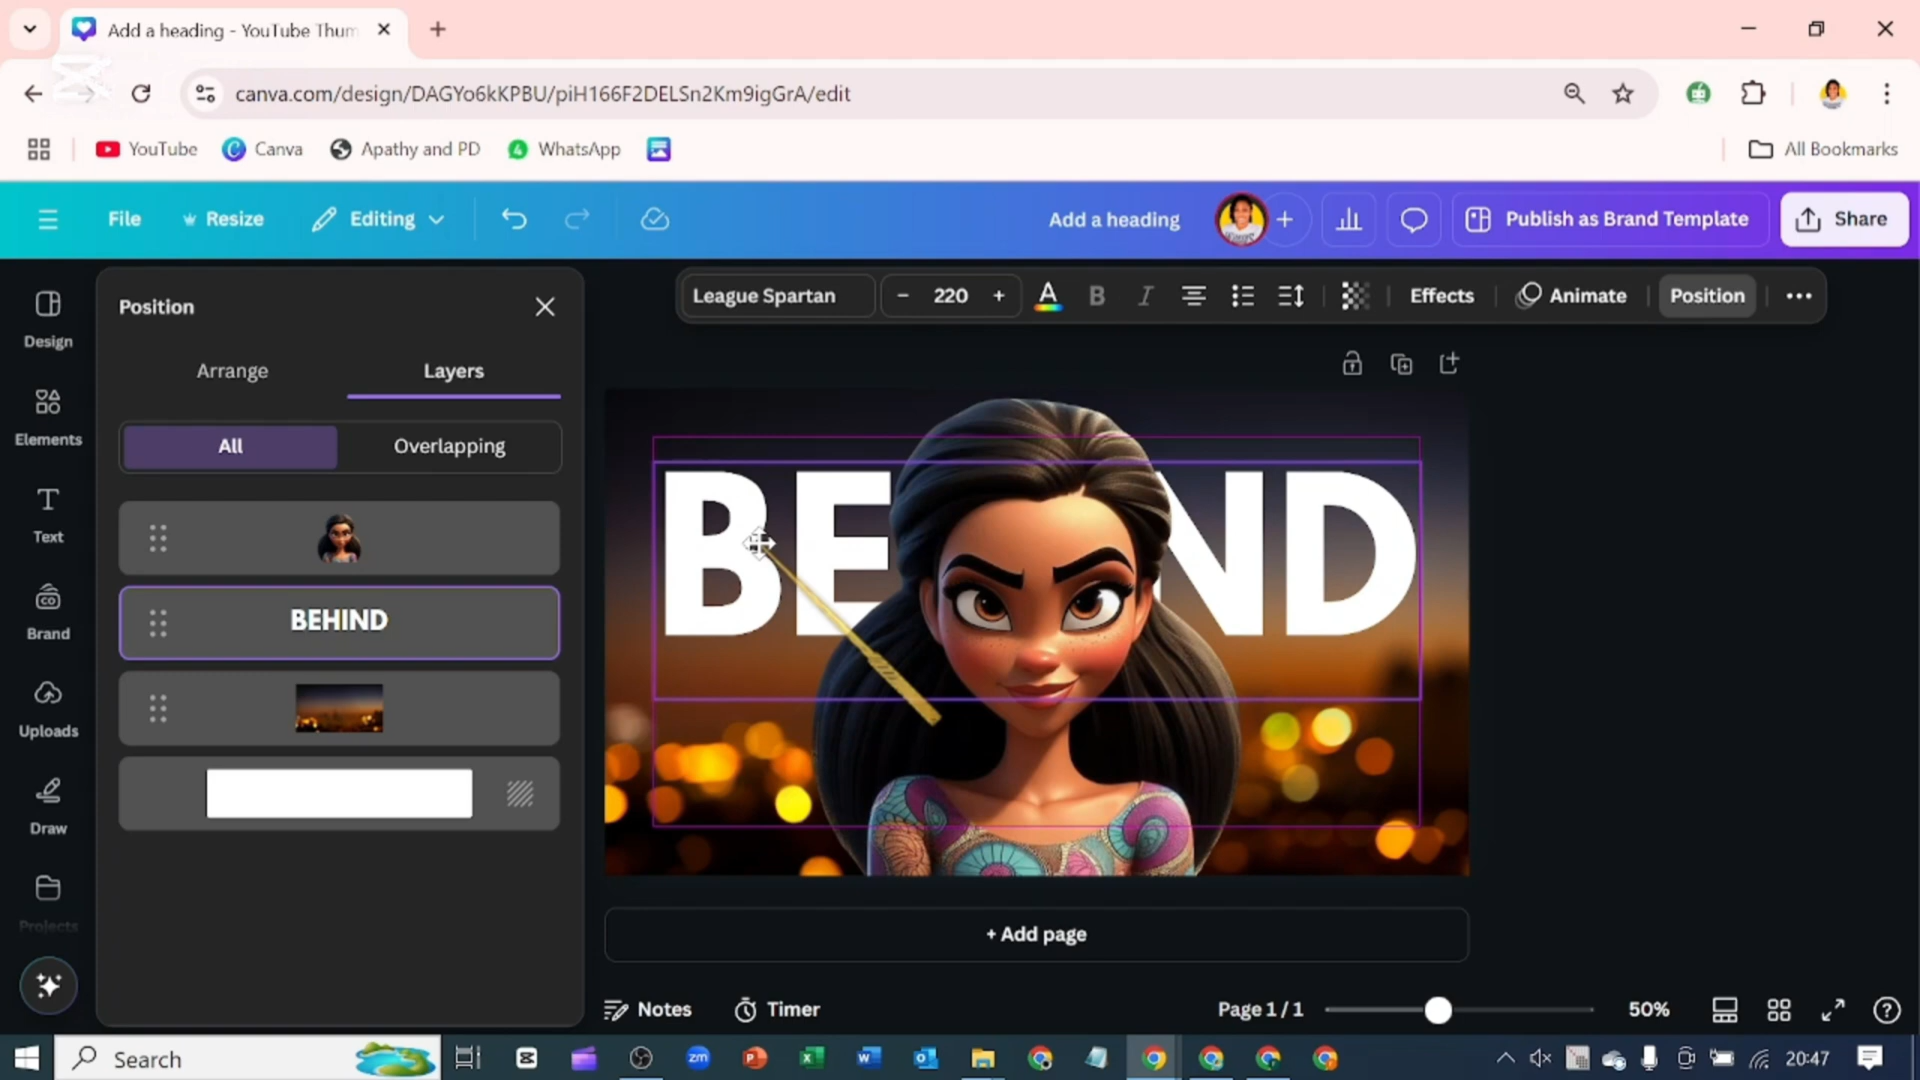 Add a heading - YouTube Thum
canva.com/design/DAGYo6kKPBU/piH166F2DELSn2Km9igGrA/edit
YouTube
Canva
Apathy and PD
WhatsApp
All Bookmarks
File
Resize
Editing
Add a heading
Publish as Brand Template
Share
Design
Elements
Text
Brand
Uploads
Draw
Projects
Position
Arrange
Layers
All
Overlapping
BEHIND
League Spartan
220
Effects
Animate
Position
BE ND
+ Add page
Notes
Timer
Page 1 / 1
50%
Search
20:47